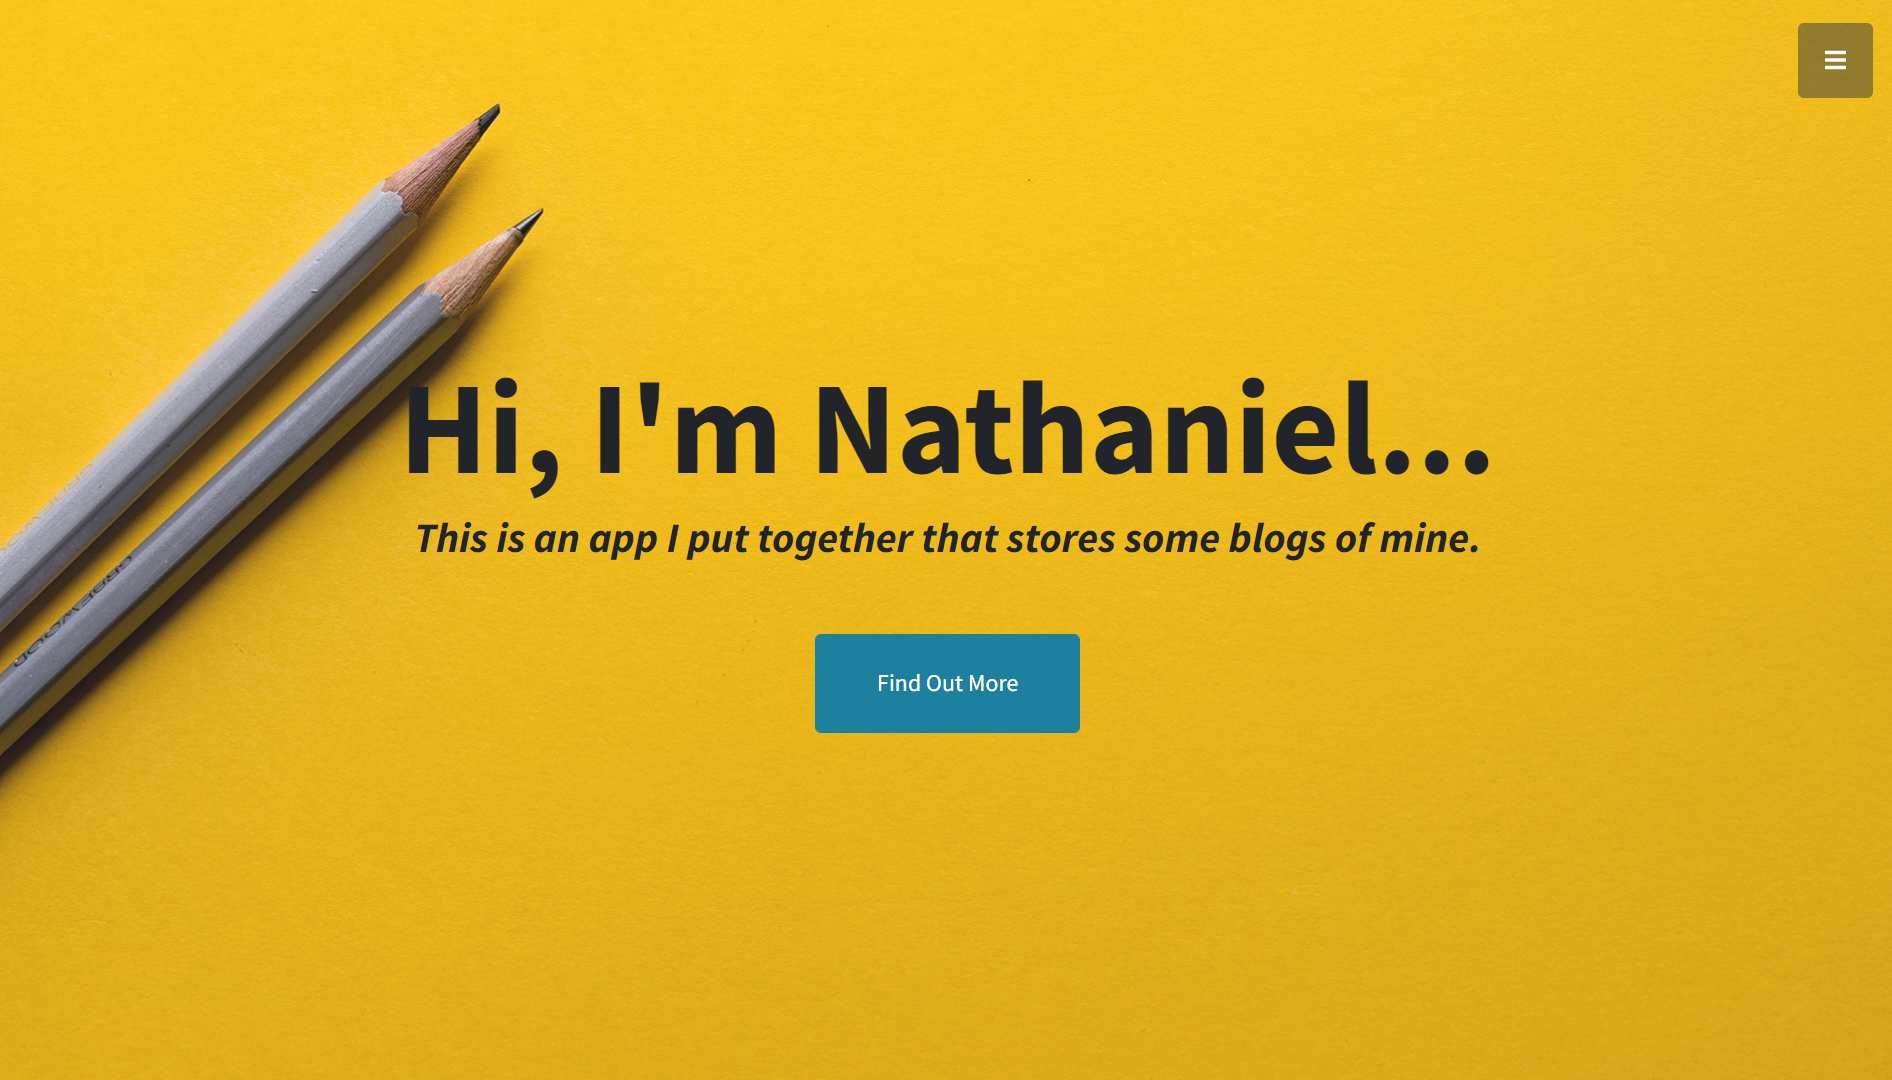 Hi, I'm Nathaniel...
This is an app I put together that stores some blogs of mine.
Find Out More